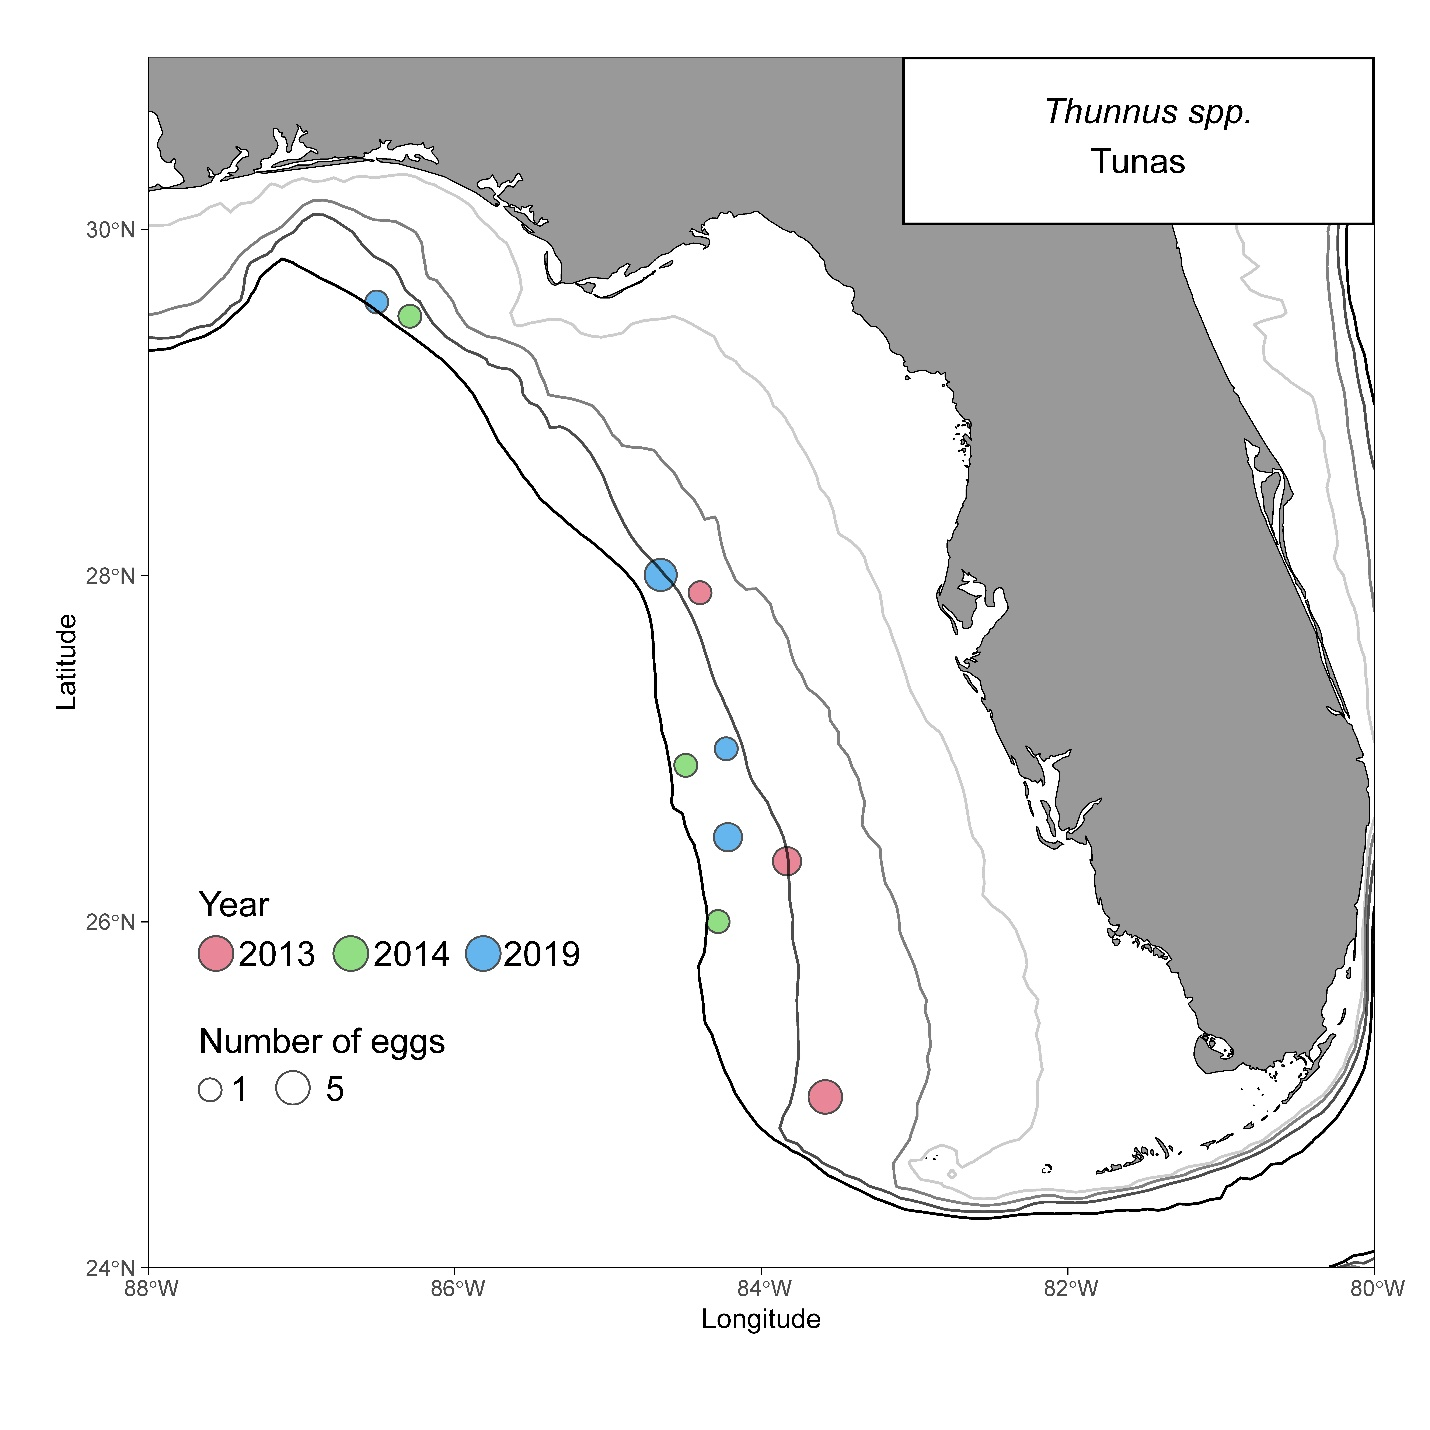 Thunnus spp.
Tunas
30°N
28°N
26°N
24°N
Latitude
Year
2013 2014 2019
Number of eggs
1 5
88°W 86°W 84°W 82°W 80°W
Longitude